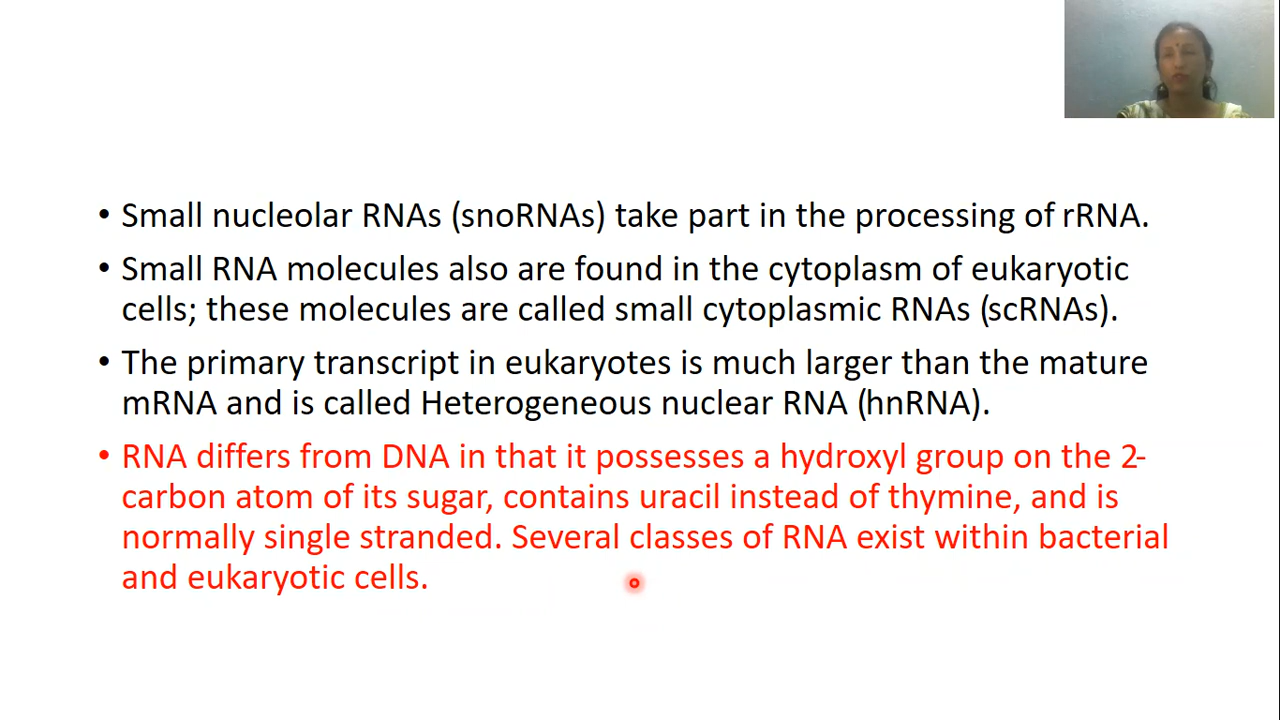 • Small nucleolar RNAs (snoRNAs) take part in the processing of rRNA.
• Small RNA molecules also are found in the cytoplasm of eukaryotic
cells; these molecules are called small cytoplasmic RNAs (scRNAs).
• The primary transcript in eukaryotes is much larger than the mature
mRNA and is called Heterogeneous nuclear RNA (hnRNA).
• RNA differs from DNA in that it possesses a hydroxyl group on the 2-
carbon atom of its sugar, contains uracil instead of thymine, and is
normally single stranded. Several classes of RNA exist within bacterial
and eukaryotic cells.